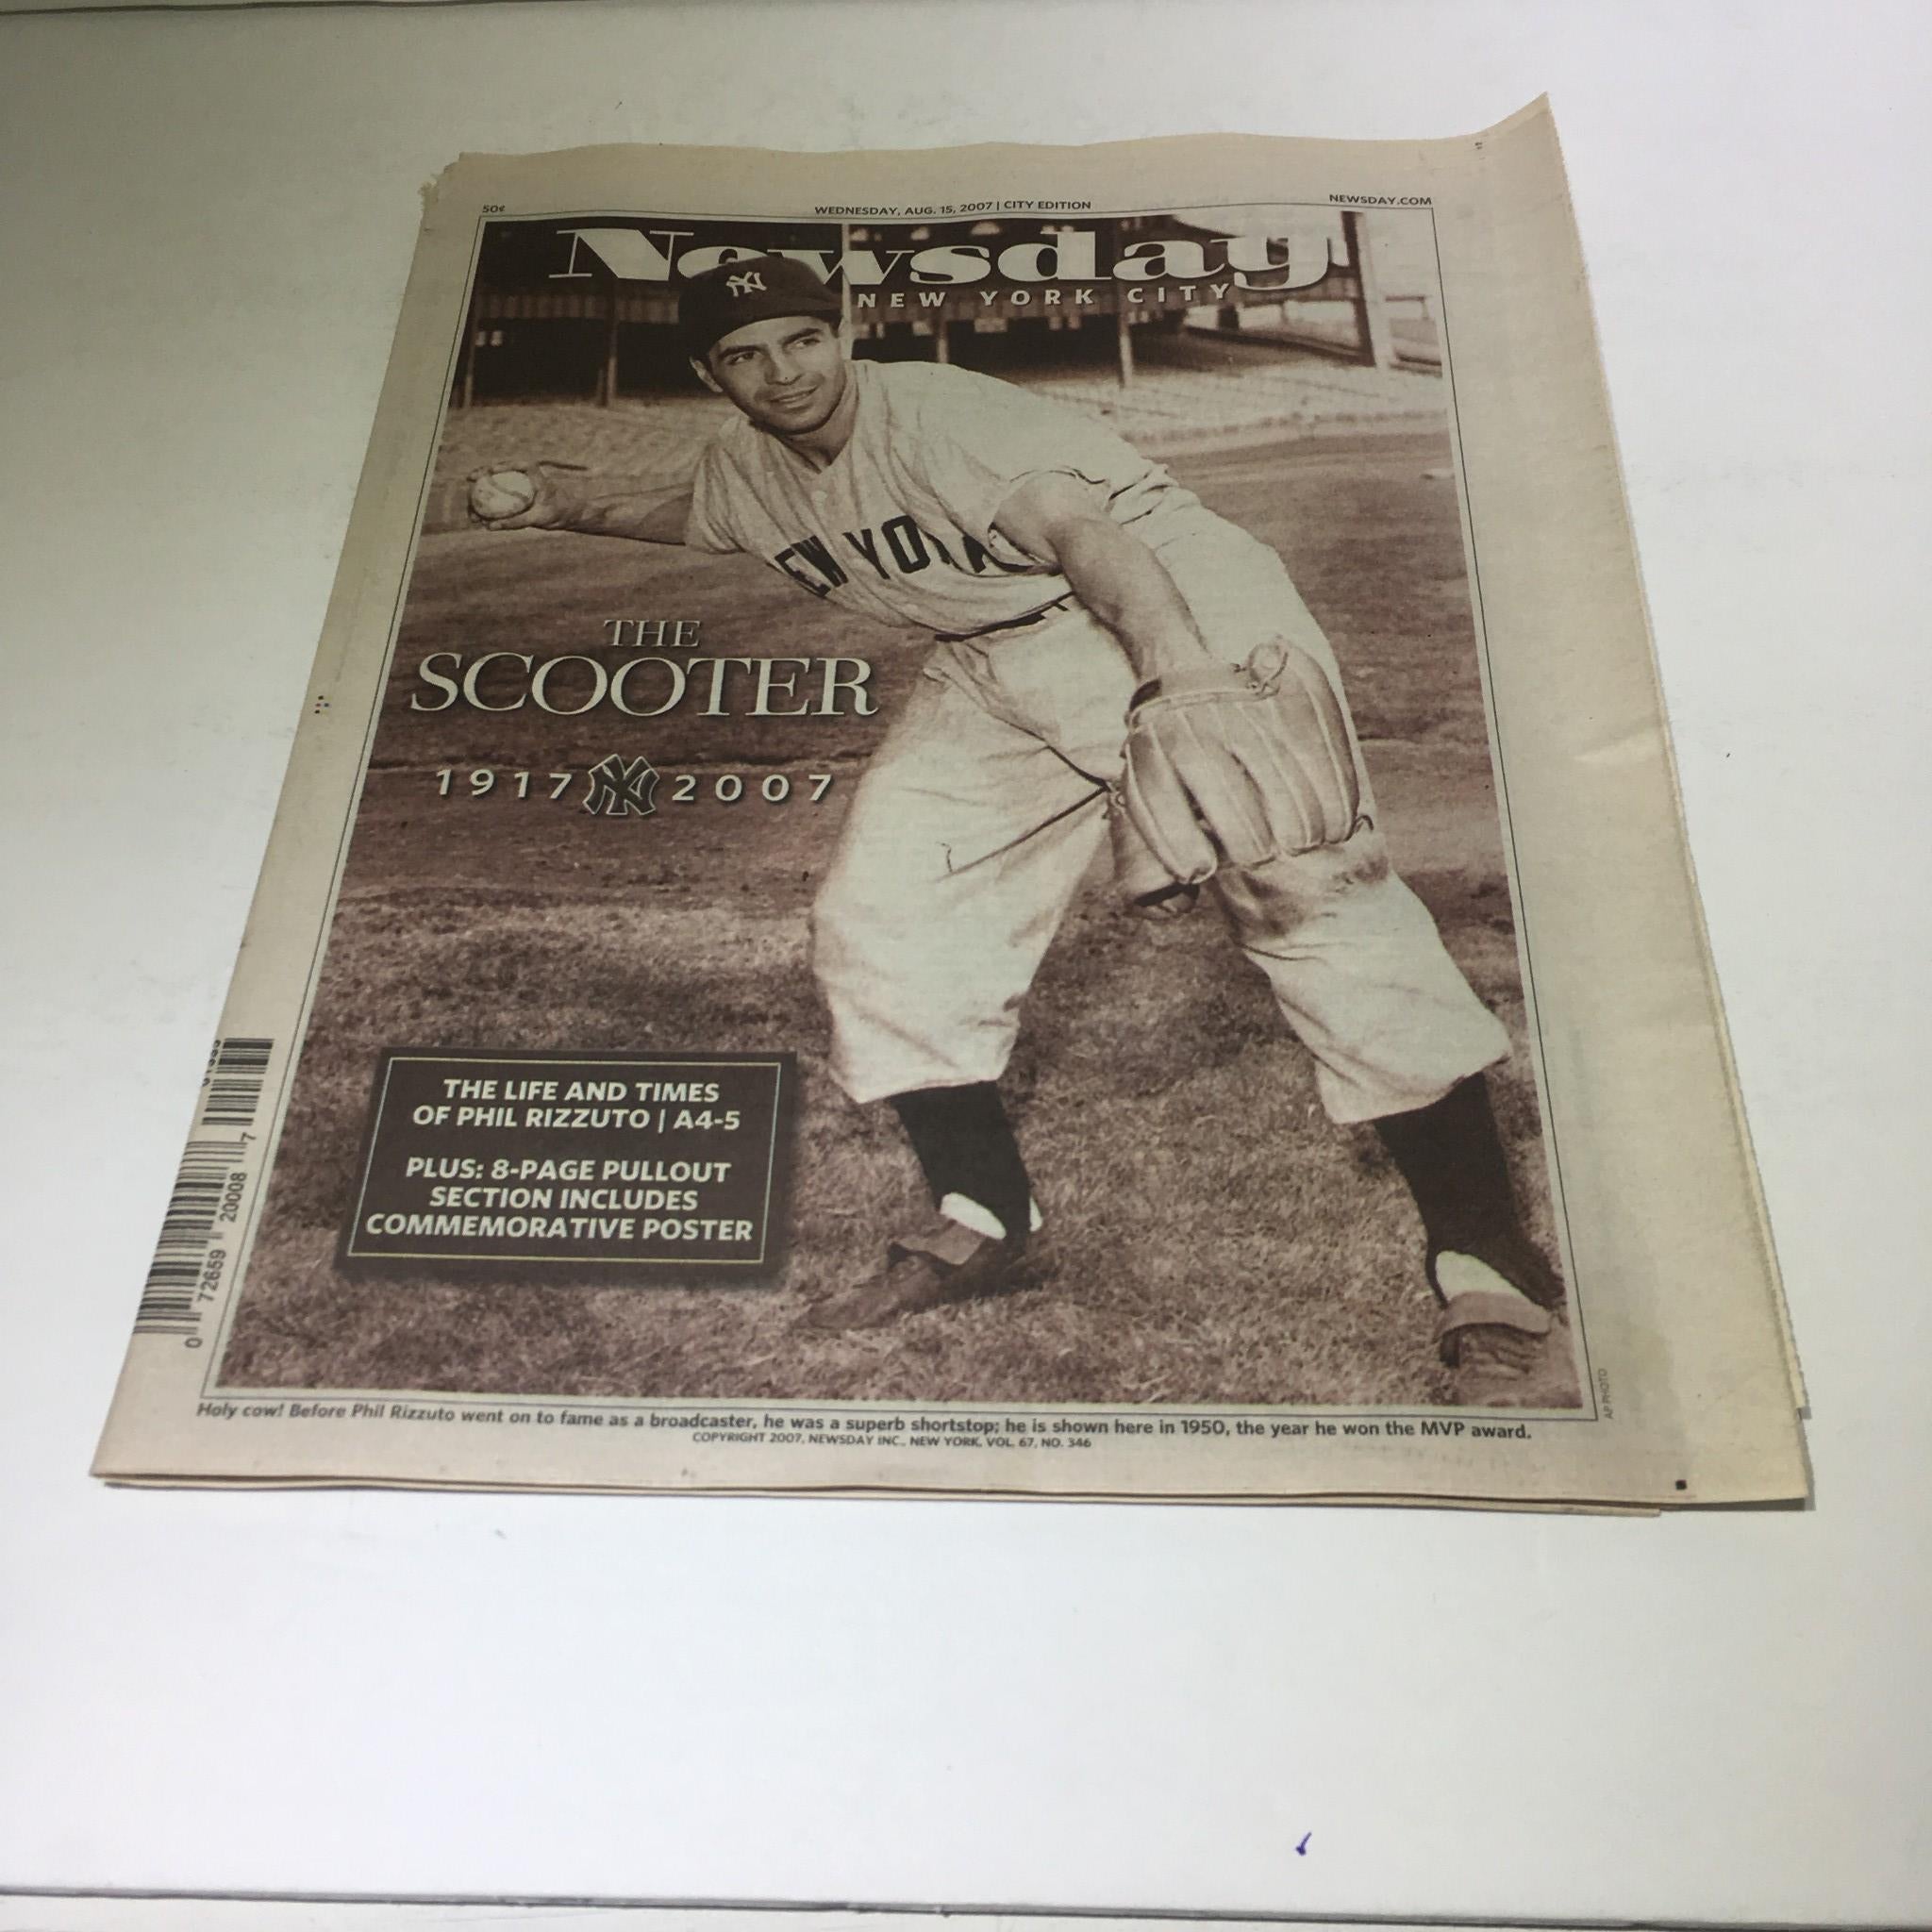 50¢
WEDNESDAY, AUG. 15, 2007 | CITY EDITION
NEWSDAY.COM
Newsday
NEW YORK CITY
NY
EW YORK
THE
SCOOTER
1917 NY 2007
THE LIFE AND TIMES
OF PHIL RIZZUTO | A4-5
PLUS: 8-PAGE PULLOUT
SECTION INCLUDES
COMMEMORATIVE POSTER
0 72659 20008 7
AP PHOTO
Holy cow! Before Phil Rizzuto went on to fame as a broadcaster, he was a superb shortstop; he is shown here in 1950, the year he won the MVP award.
COPYRIGHT 2007, NEWSDAY INC., NEW YORK, VOL. 67, NO. 346